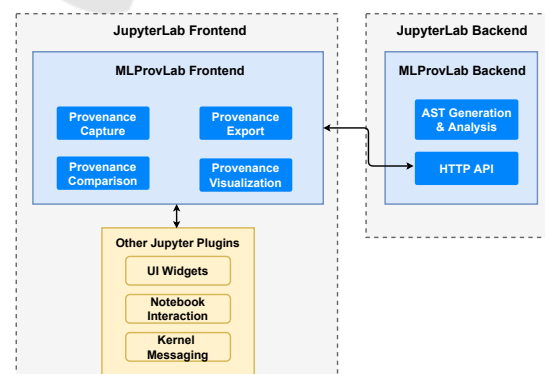 JupyterLab Frontend
MLProvLab Frontend
Provenance
Capture
Provenance
Export
Provenance
Comparison
Provenance
Visualization
Other Jupyter Plugins
UI Widgets
Notebook
Interaction
Kernel
Messaging
JupyterLab Backend
MLProvLab Backend
AST Generation
& Analysis
HTTP API